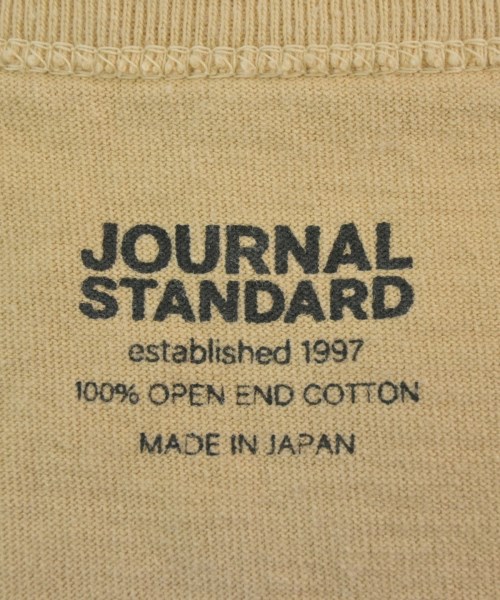 JOURNAL
STANDARD
established 1997
100% OPEN END COTTON
MADE IN JAPAN